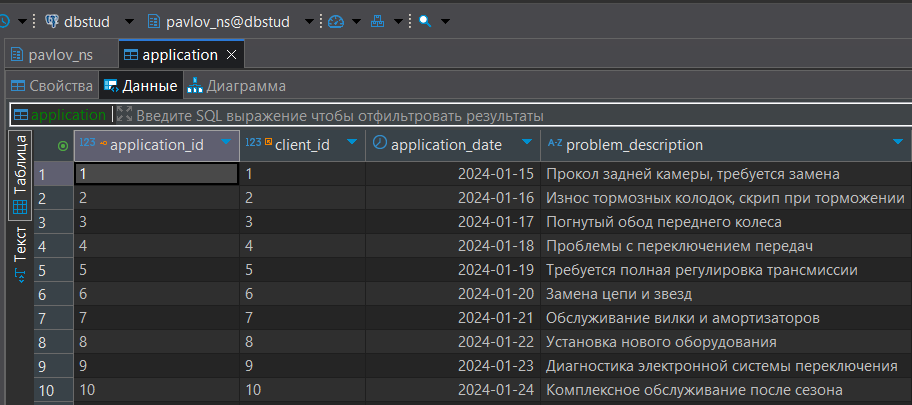 dbstud pavlov_ns@dbstud
pavlov_ns application
Свойства Данные Диаграмма
application Введите SQL выражение чтобы отфильтровать результаты
Таблица
Текст
123 application_id 123 client_id application_date A-Z problem_description
1 1 1 2024-01-15 Прокол задней камеры, требуется замена
2 2 2 2024-01-16 Износ тормозных колодок, скрип при торможении
3 3 3 2024-01-17 Погнутый обод переднего колеса
4 4 4 2024-01-18 Проблемы с переключением передач
5 5 5 2024-01-19 Требуется полная регулировка трансмиссии
6 6 6 2024-01-20 Замена цепи и звезд
7 7 7 2024-01-21 Обслуживание вилки и амортизаторов
8 8 8 2024-01-22 Установка нового оборудования
9 9 9 2024-01-23 Диагностика электронной системы переключения
10 10 10 2024-01-24 Комплексное обслуживание после сезона